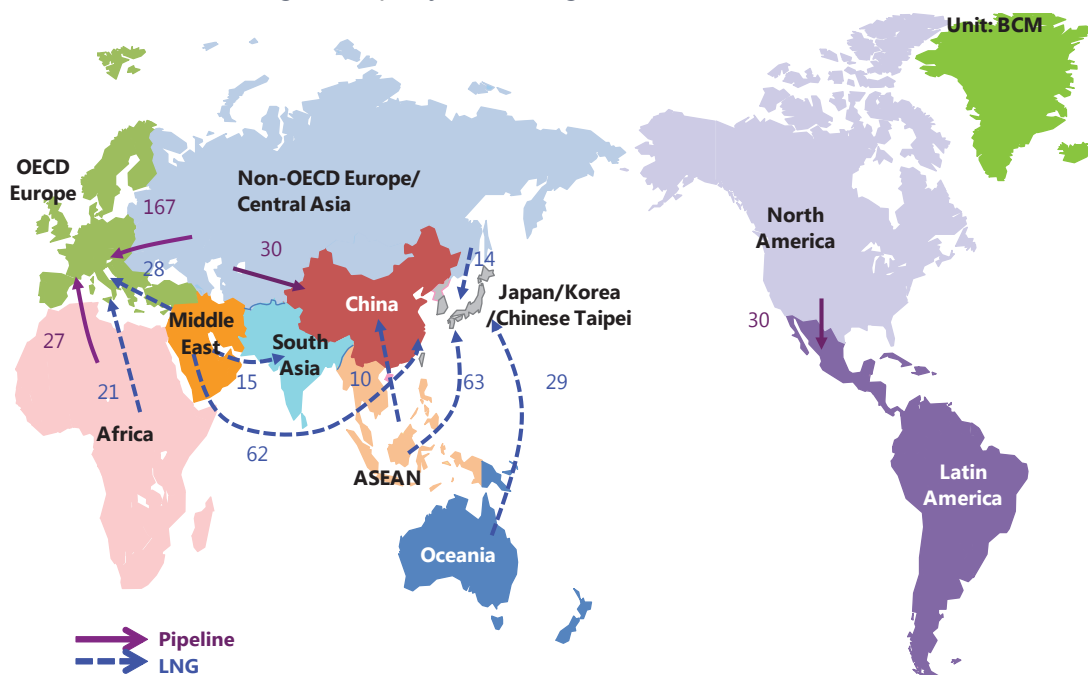 Unit: BCM
OECD
Europe
Non-OECD Europe/
Central Asia
167
30
28
14
North
America
China
Japan/Korea
/Chinese Taipei
Middle
East
South
Asia
27
21
15
10
63
29
30
Africa
62
ASEAN
Latin
America
Oceania
Pipeline
LNG